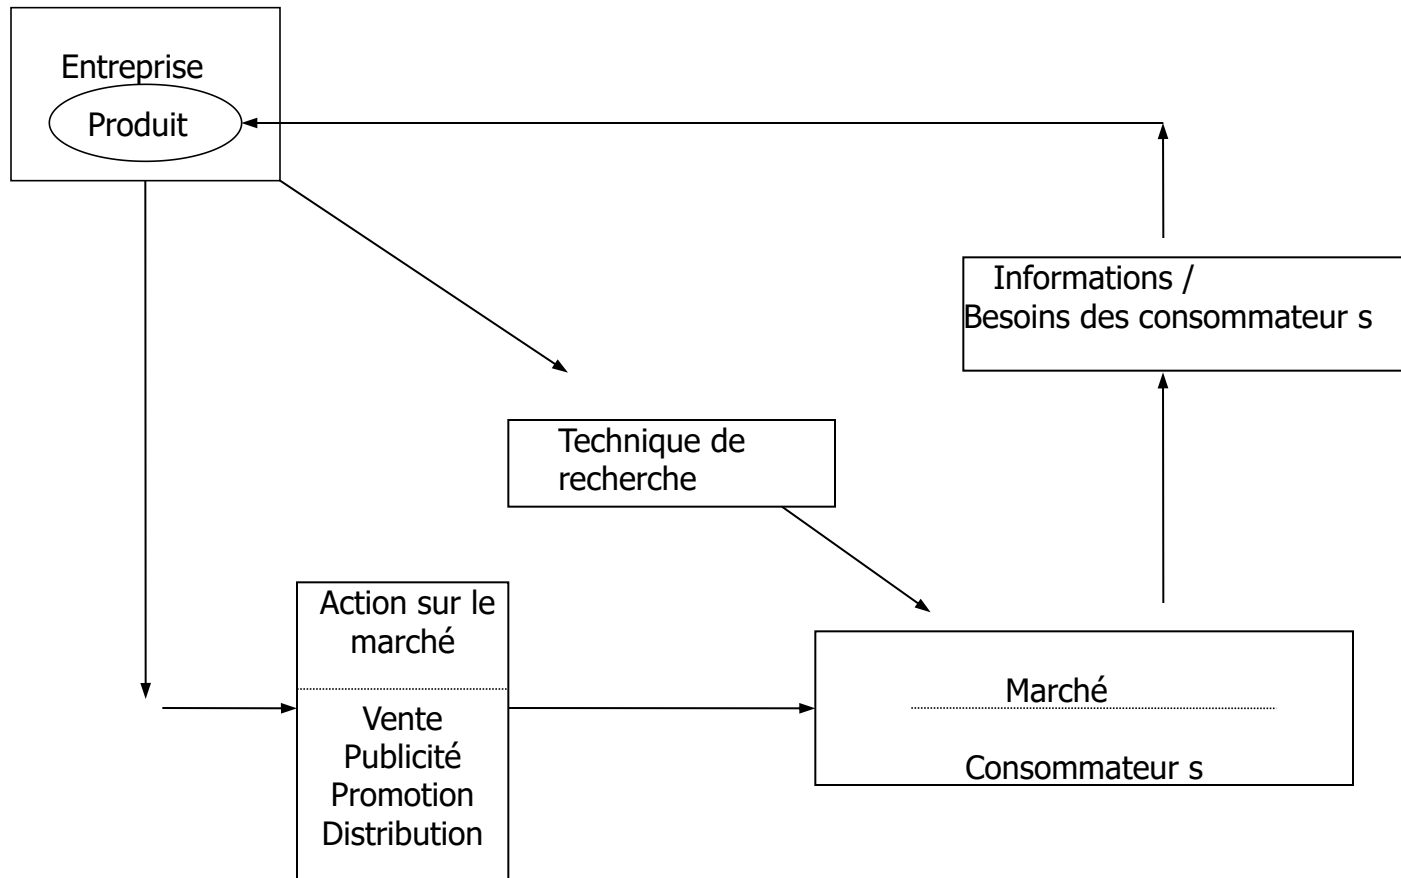 Entreprise
Produit
Informations /
Besoins des consommateur s
Technique de
recherche
Action sur le
marché
Vente
Publicité
Promotion
Distribution
Marché
Consommateur s